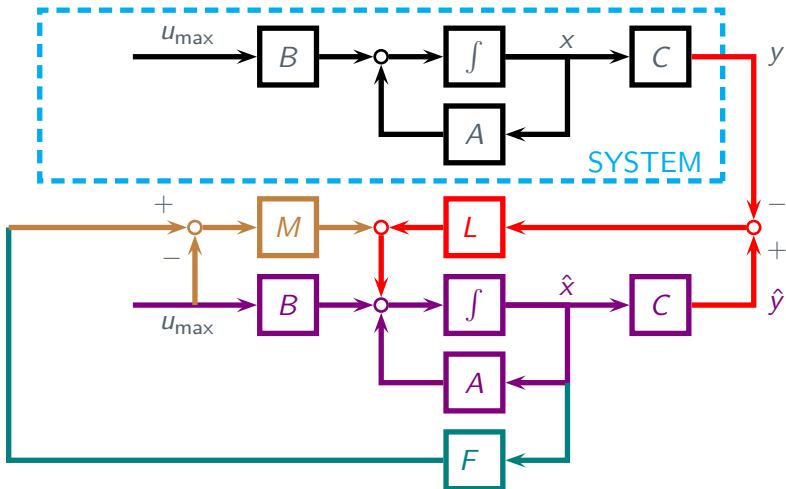 u_max B ∫ x C y
A
SYSTEM
+ M L −
− +
u_max B ∫ x̂ C ŷ
A
F